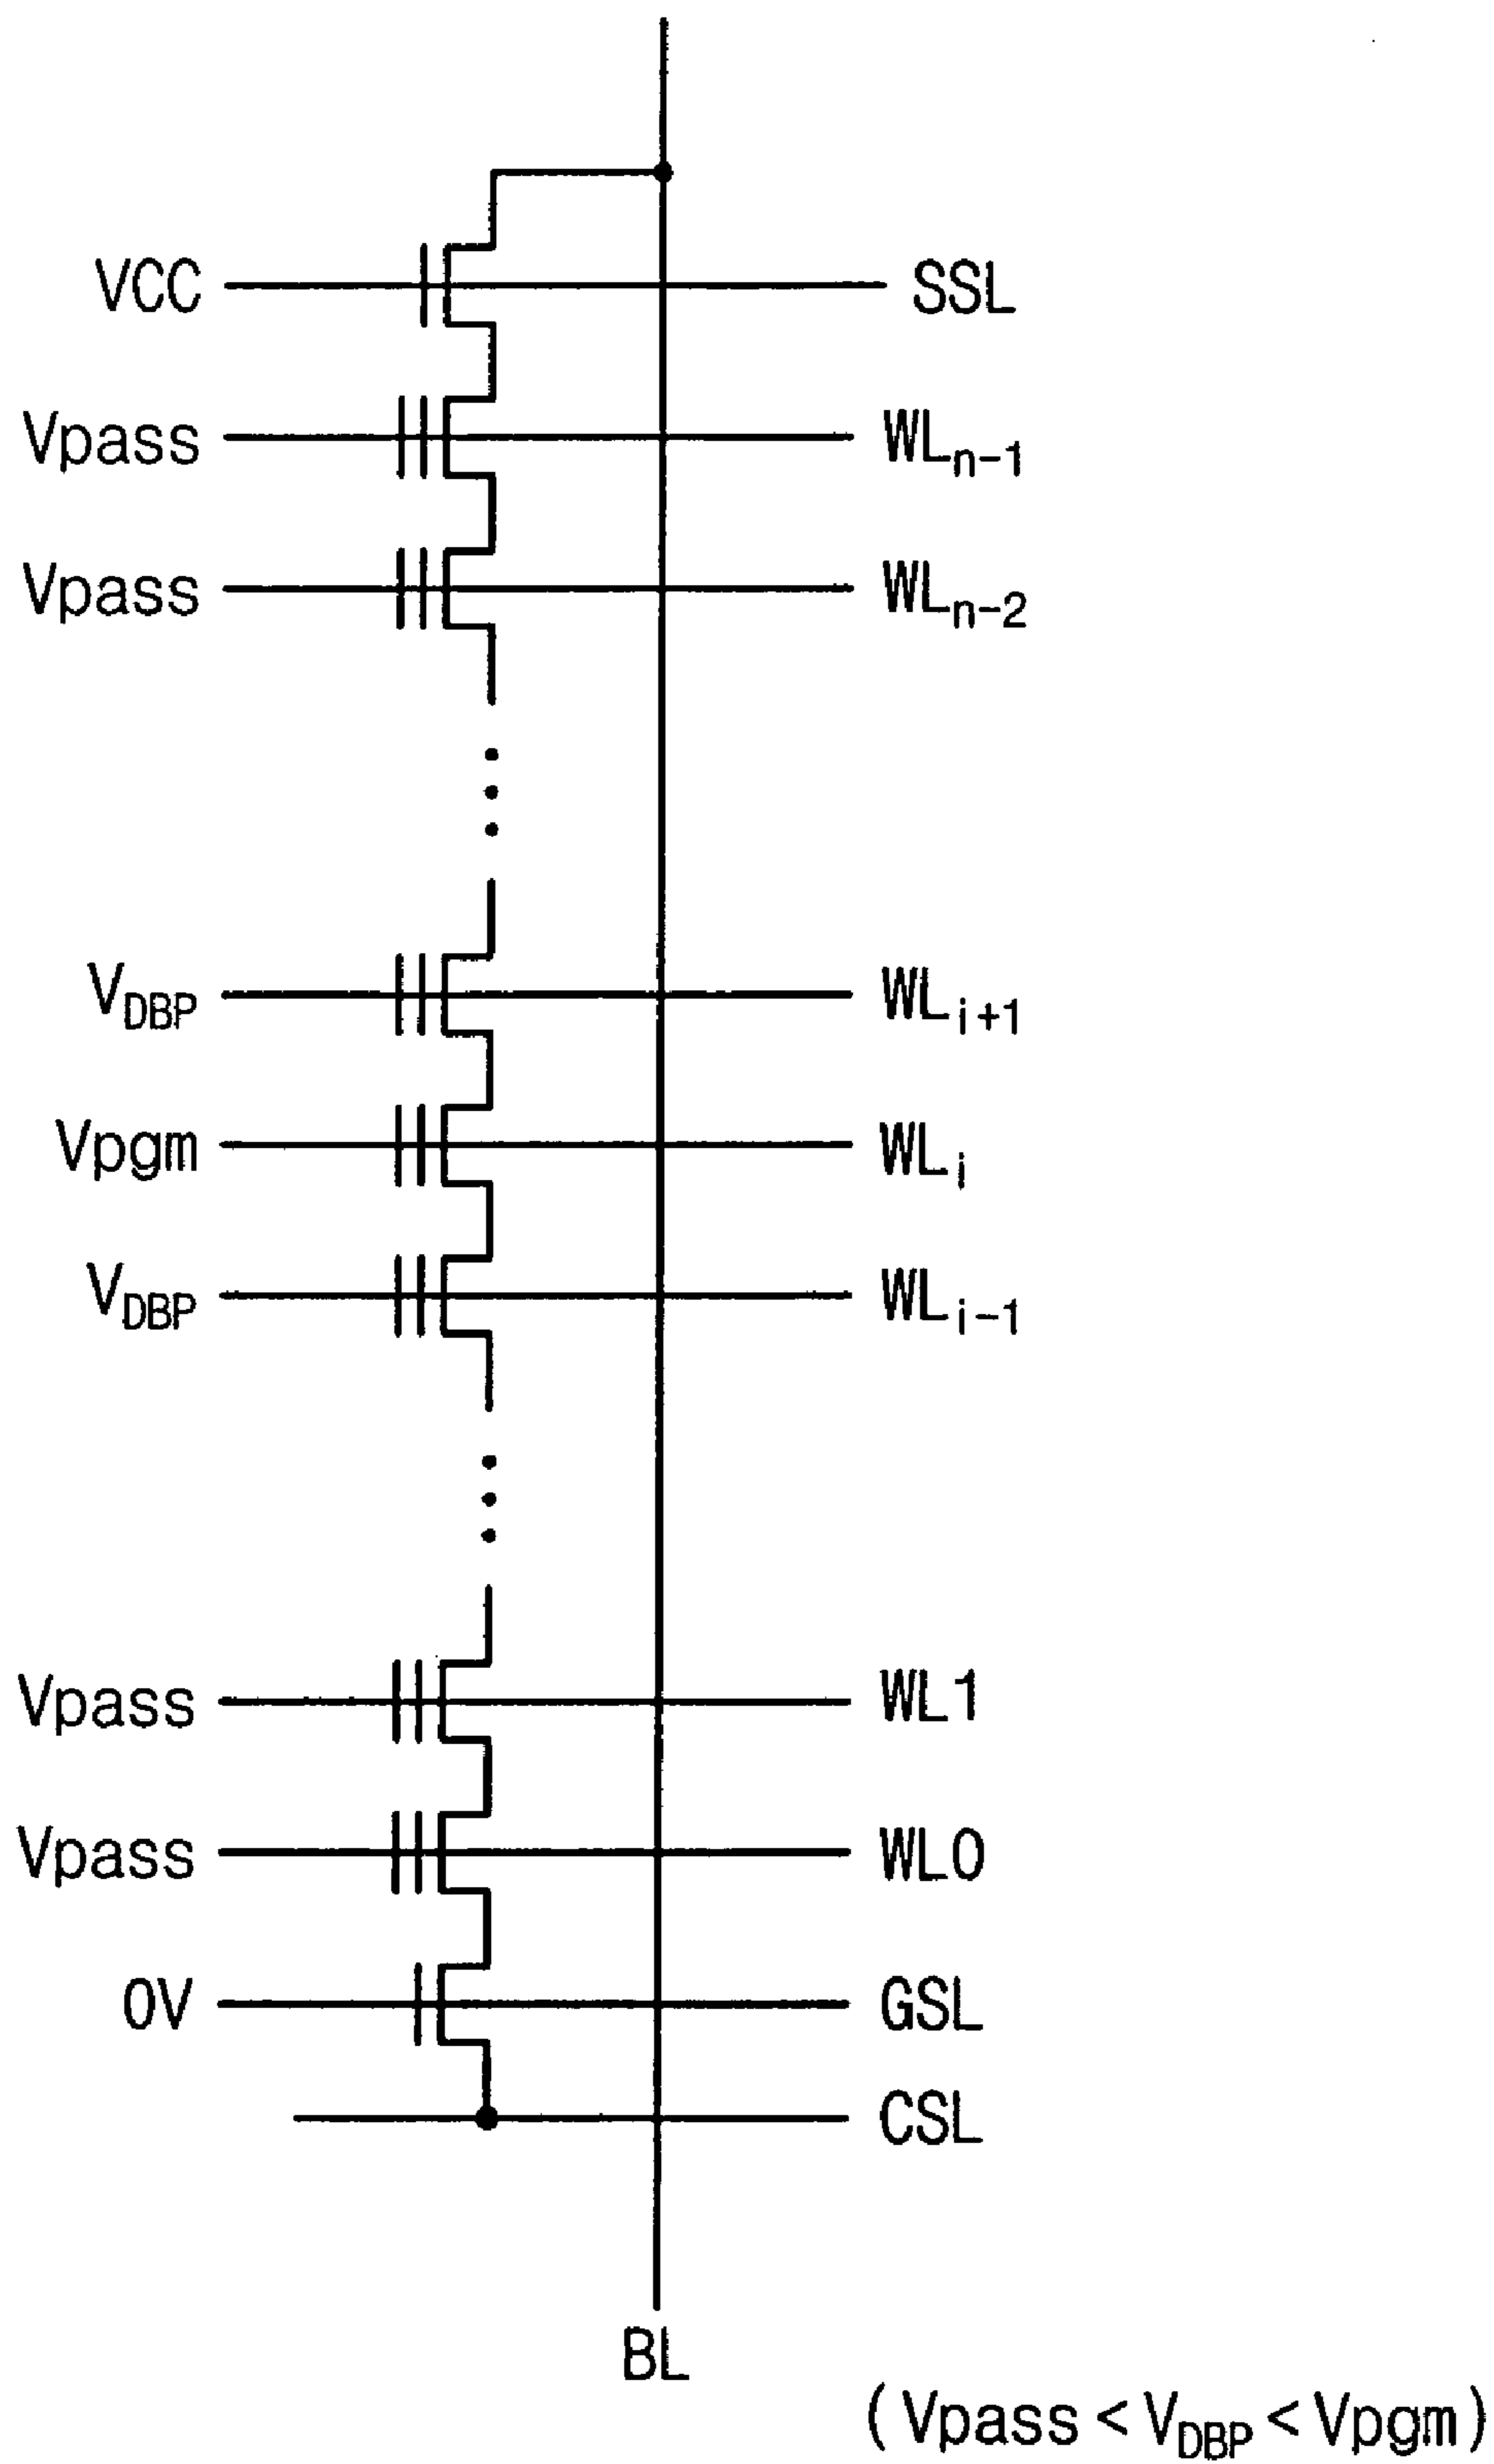 VCC SSL
Vpass WLn-1
Vpass WLn-2
VDBP WLi+1
Vpgm WLi
VDBP WLi-1
Vpass WL1
Vpass WL0
0V GSL
CSL
BL
(Vpass < VDBP < Vpgm)